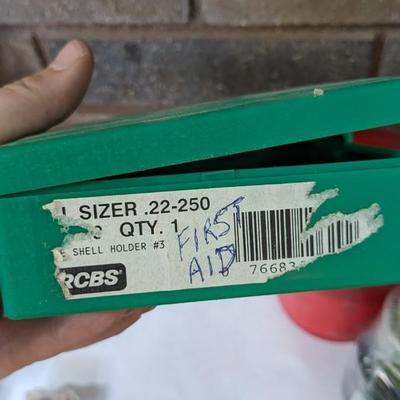 SIZER .22-250
QTY. 1
SHELL HOLDER #3
FIRST
AID
RCBS
76683